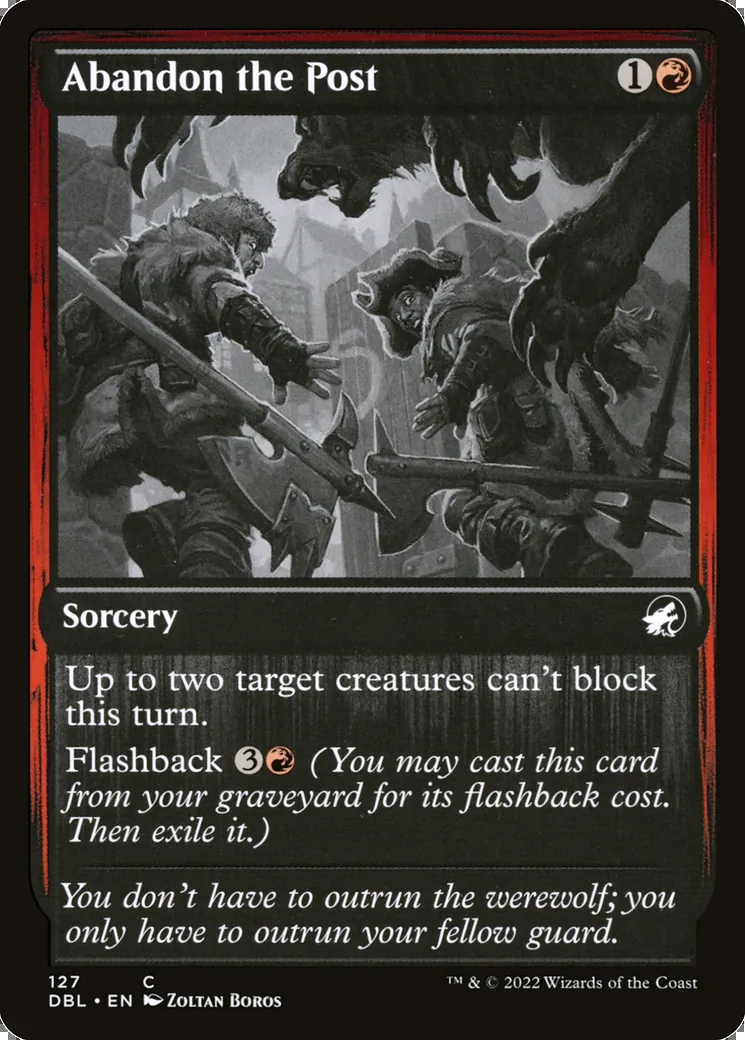 Abandon the Post 1
Sorcery
Up to two target creatures can't block
this turn.
Flashback 3 (You may cast this card
from your graveyard for its flashback cost.
Then exile it.)
You don't have to outrun the werewolf; you
only have to outrun your fellow guard.
127 C ™ & © 2022 Wizards of the Coast
DBL • EN Zoltan Boros